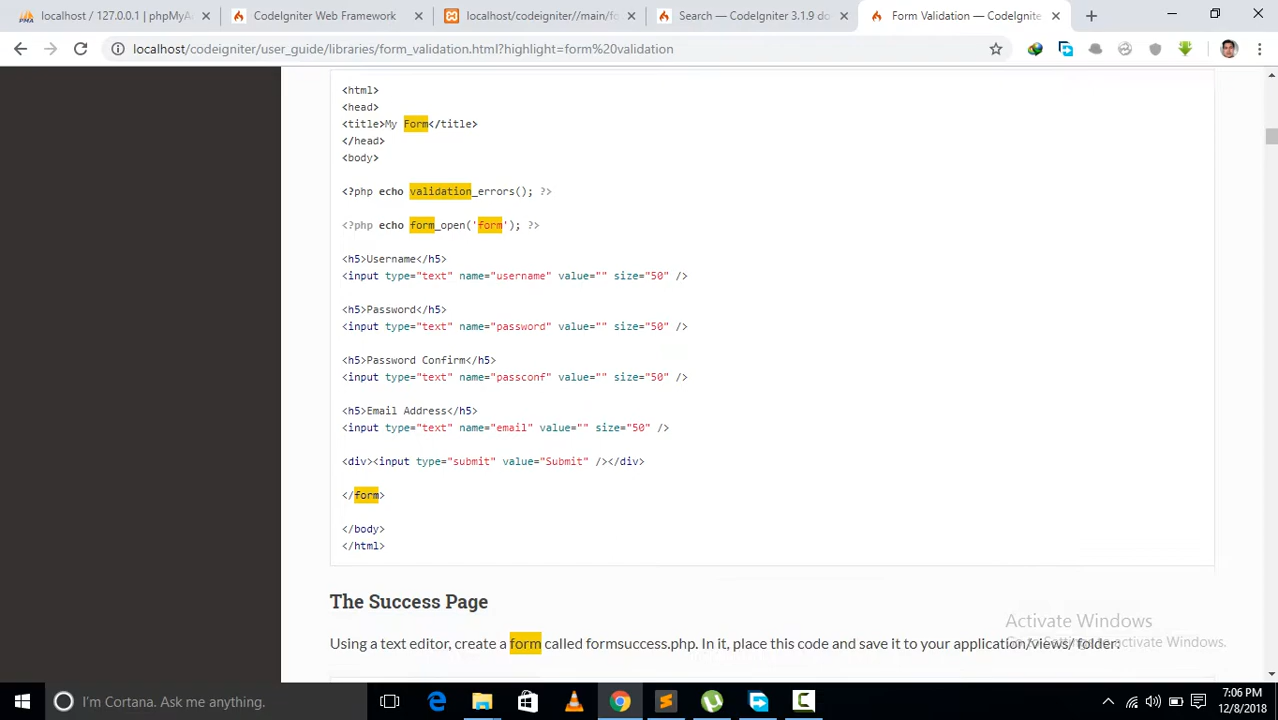 localhost / 127.0.0.1 | phpMyA
CodeIgniter Web Framework
localhost/codeigniter//main/fo
Search — CodeIgniter 3.1.9 do
Form Validation — CodeIgnite
localhost/codeigniter/user_guide/libraries/form_validation.html?highlight=form%20validation
<html>
<head>
<title>My Form</title>
</head>
<body>
<?php echo validation_errors(); ?>
<?php echo form_open('form'); ?>
<h5>Username</h5>
<input type="text" name="username" value="" size="50" />
<h5>Password</h5>
<input type="text" name="password" value="" size="50" />
<h5>Password Confirm</h5>
<input type="text" name="passconf" value="" size="50" />
<h5>Email Address</h5>
<input type="text" name="email" value="" size="50" />
<div><input type="submit" value="Submit" /></div>
</form>
</body>
</html>
The Success Page
Using a text editor, create a form called formsuccess.php. In it, place this code and save it to your application/views/ folder:
Activate Windows
Go to Settings to activate Windows.
I'm Cortana. Ask me anything.
7:06 PM
12/8/2018